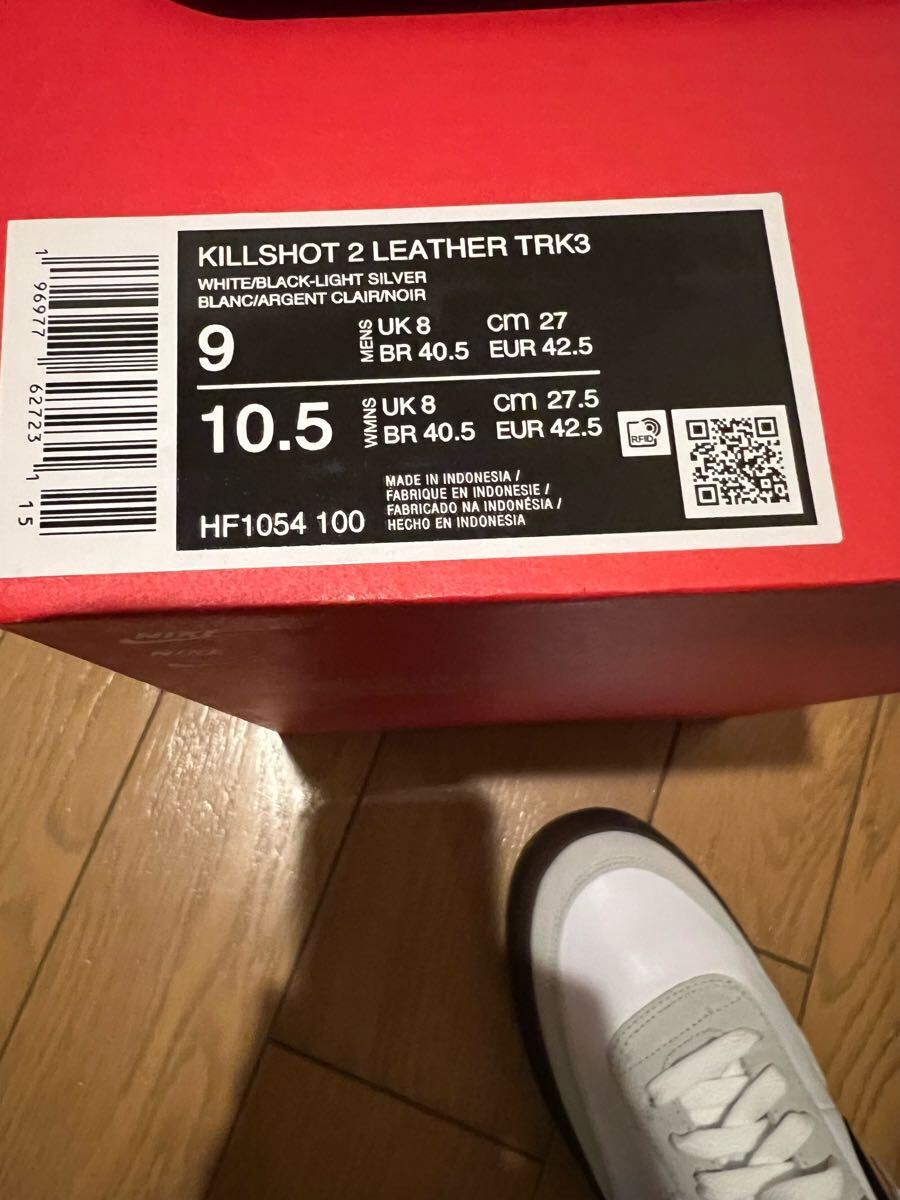 KILLSHOT 2 LEATHER TRK3
WHITE/BLACK-LIGHT SILVER
BLANC/ARGENT CLAIR/NOIR
9
MENS
UK 8 cm 27
BR 40.5 EUR 42.5
10.5
WMNS
UK 8 cm 27.5
BR 40.5 EUR 42.5
RFID
MADE IN INDONESIA /
FABRIQUE EN INDONESIE /
FABRICADO NA INDONÉSIA /
HECHO EN INDONESIA
HF1054 100
1 96977 62723 1 15
NIKE
NIKE